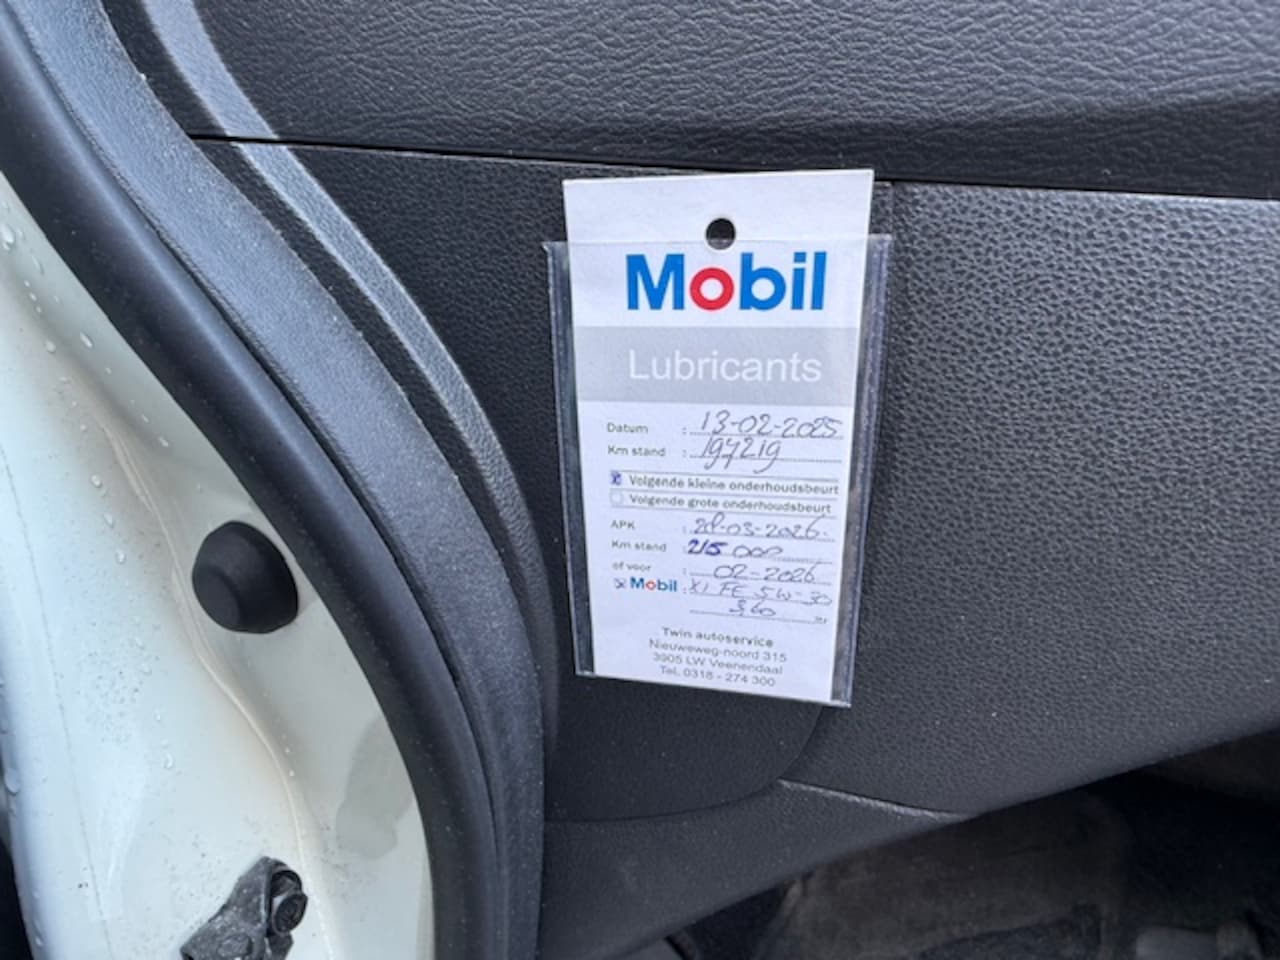 Mobil
Lubricants
Datum : 13-02-2025
Km stand : 197219
Volgende kleine onderhoudsbeurt
Volgende grote onderhoudsbeurt
APK : 28-03-2026.
Km stand : 215 000
of voor : 02-2026
Mobil : X1 FE 5W-30
3,60
Twin autoservice
Nieuweweg-noord 315
3905 LW Veenendaal
Tel. 0318 - 274 300